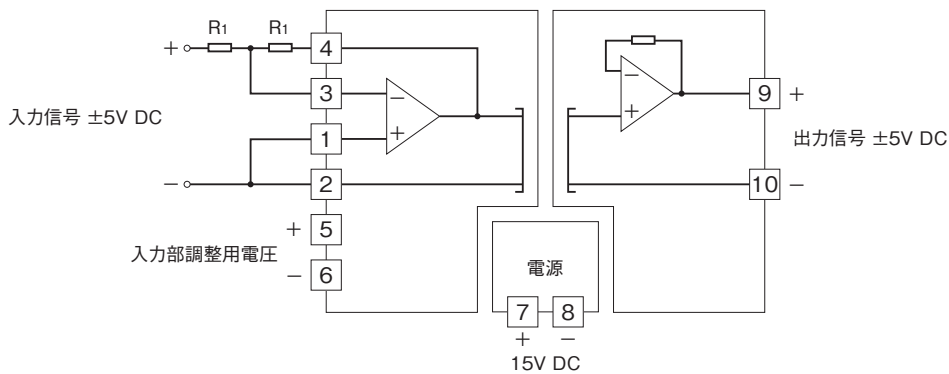 R1 R1
+ 4
3 −
入力信号 ±5V DC
1 +
− 2
+ 5
入力部調整用電圧
− 6
−
+
9 +
出力信号 ±5V DC
10 −
電源
7 8
+ −
15V DC